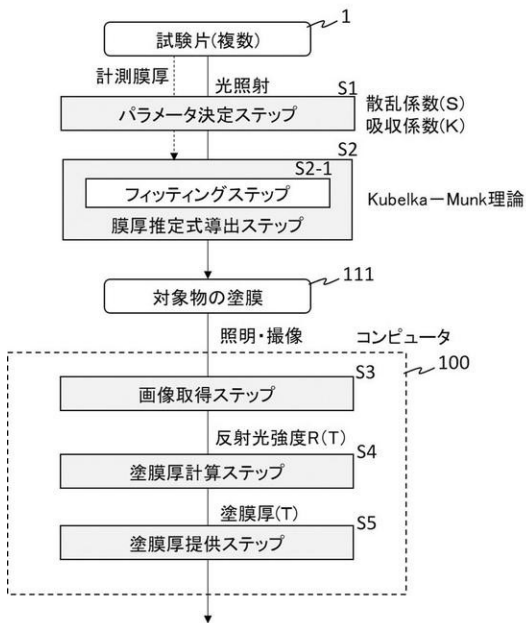 1
試験片(複数)
計測膜厚
光照射
S1
パラメータ決定ステップ
散乱係数(S)
吸収係数(K)
S2
S2-1
フィッティングステップ
膜厚推定式導出ステップ
Kubelka－Munk理論
111
対象物の塗膜
照明・撮像
コンピュータ
100
S3
画像取得ステップ
反射光強度R(T)
S4
塗膜厚計算ステップ
塗膜厚(T)
S5
塗膜厚提供ステップ